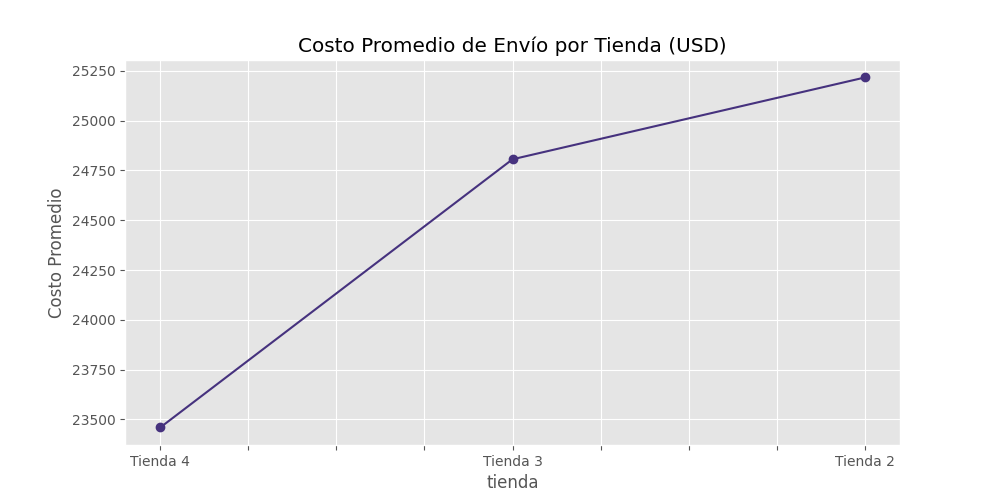 Costo Promedio de Envío por Tienda (USD)
25250
25000
24750
24500
24250
24000
23750
23500
Costo Promedio
Tienda 4
Tienda 3
Tienda 2
tienda